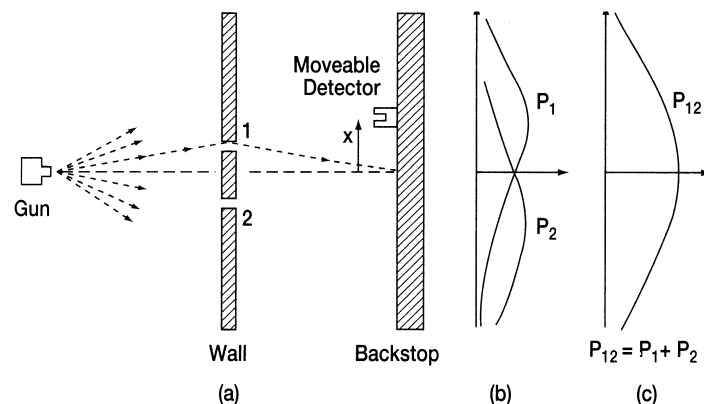 Moveable
Detector
1
X
Gun
2
Wall
Backstop
(a)
P₁
P₂
(b)
P₁₂
P₁₂ = P₁ + P₂
(c)